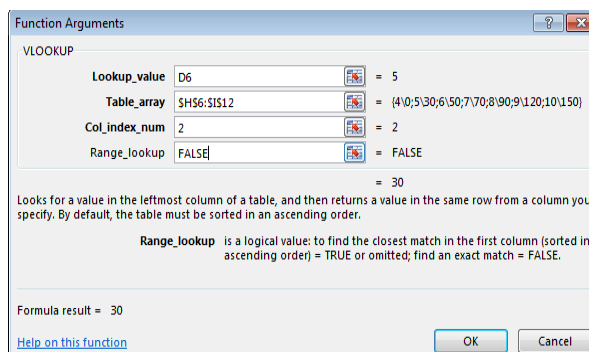 Function Arguments
VLOOKUP
Lookup_value D6 = 5
Table_array $H$6:$I$12 = {4\0;5\30;6\50;7\70;8\90;9\120;10\150}
Col_index_num 2 = 2
Range_lookup FALSE = FALSE
= 30
Looks for a value in the leftmost column of a table, and then returns a value in the same row from a column you
specify. By default, the table must be sorted in an ascending order.
Range_lookup is a logical value: to find the closest match in the first column (sorted in
ascending order) = TRUE or omitted; find an exact match = FALSE.
Formula result = 30
Help on this function OK Cancel